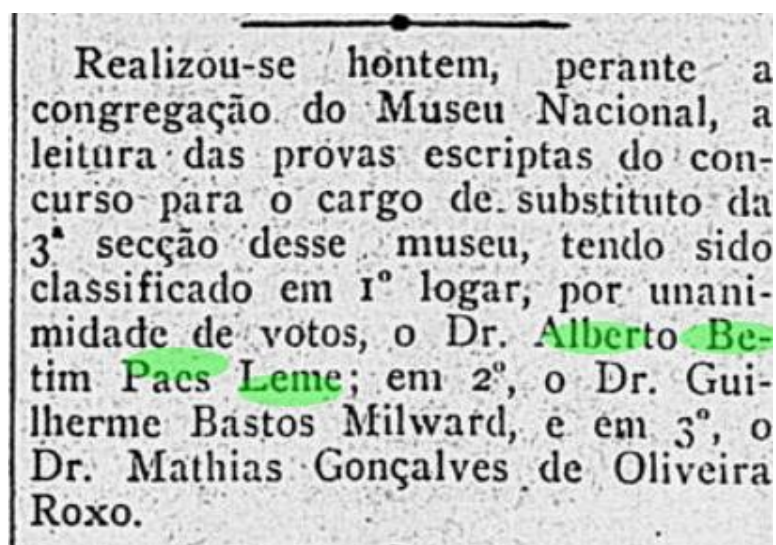 Realizou-se hontem, perante a
congregação do Museu Nacional, a
leitura das provas escriptas do con-
curso para o cargo de substituto da
3ª secção desse museu, tendo sido
classificado em 1º logar, por unani-
midade de votos, o Dr. Alberto Be-
tim Paes Leme; em 2º, o Dr. Gui-
lherme Bastos Milward, e em 3º, o
Dr. Mathias Gonçalves de Oliveira
Roxo.